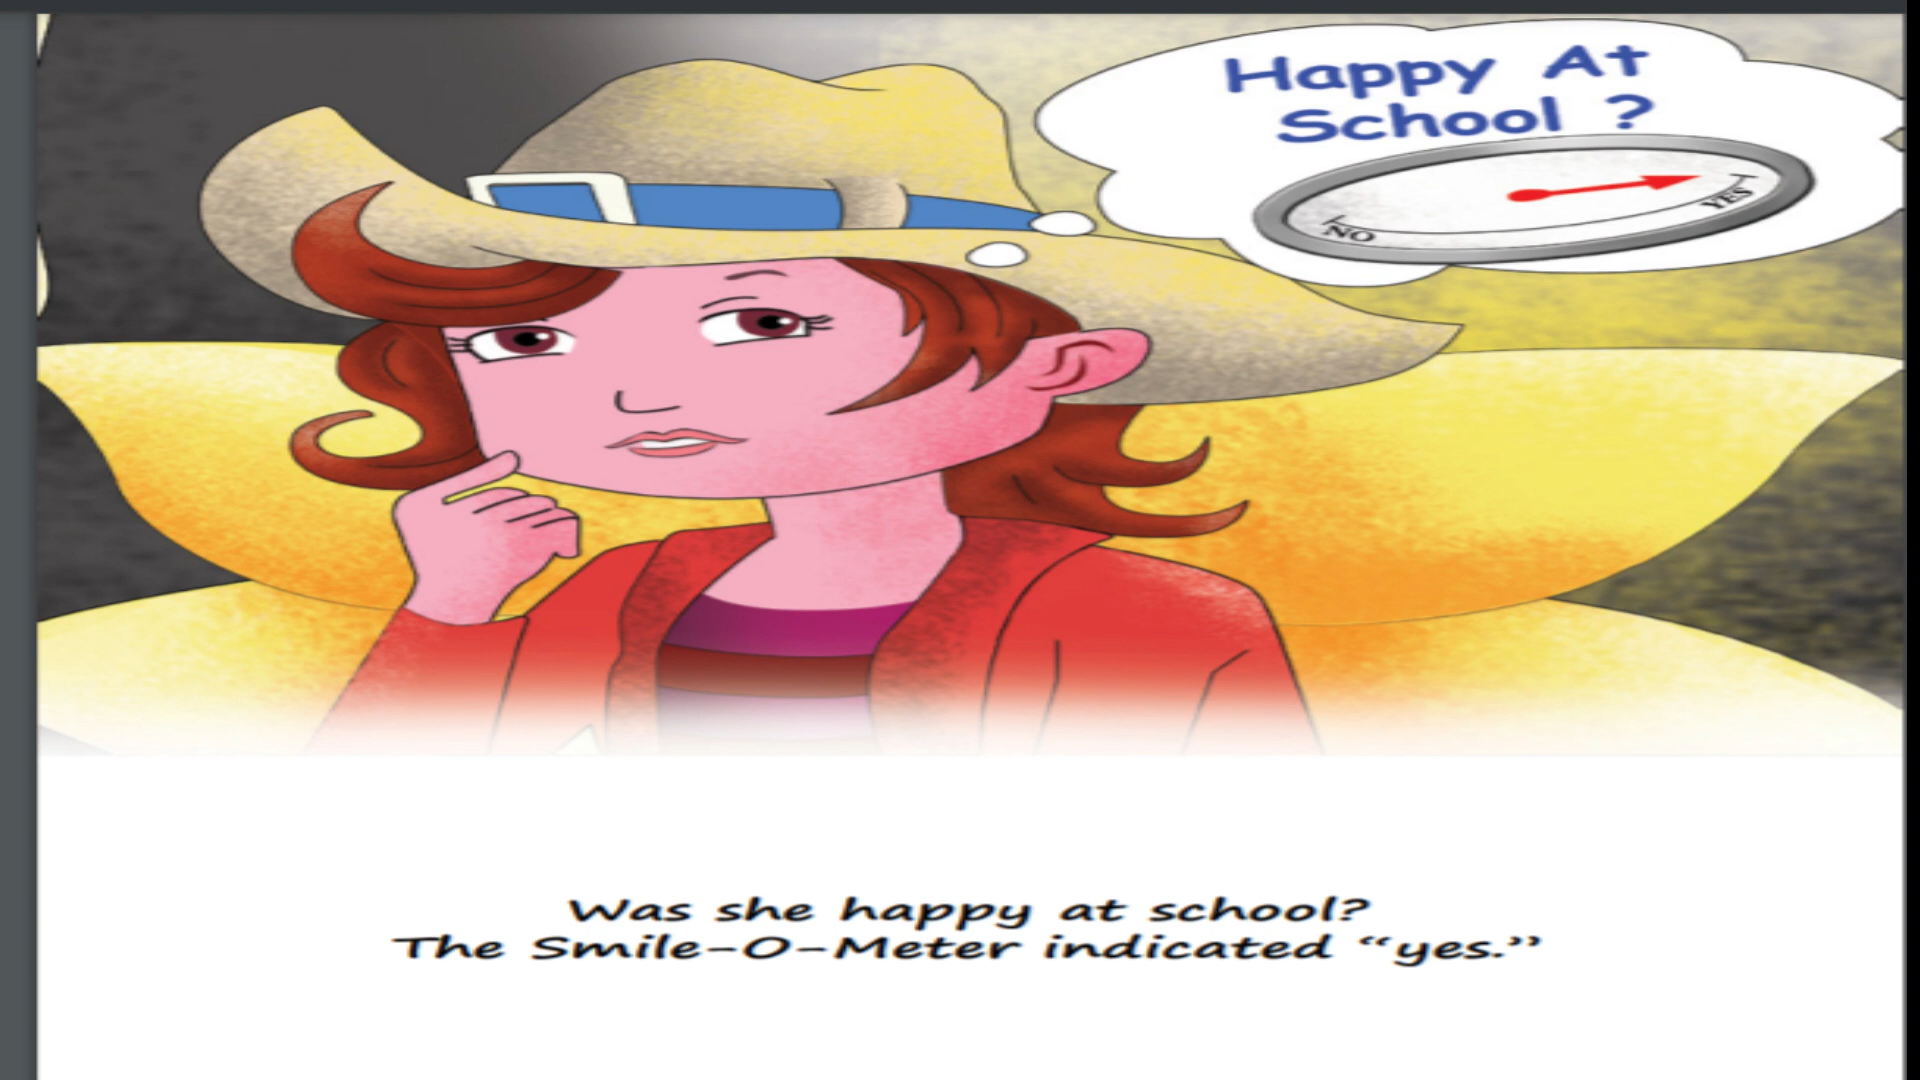 Happy At
School ?
NO
YES
Was she happy at school?
The Smile-O-Meter indicated “yes.”